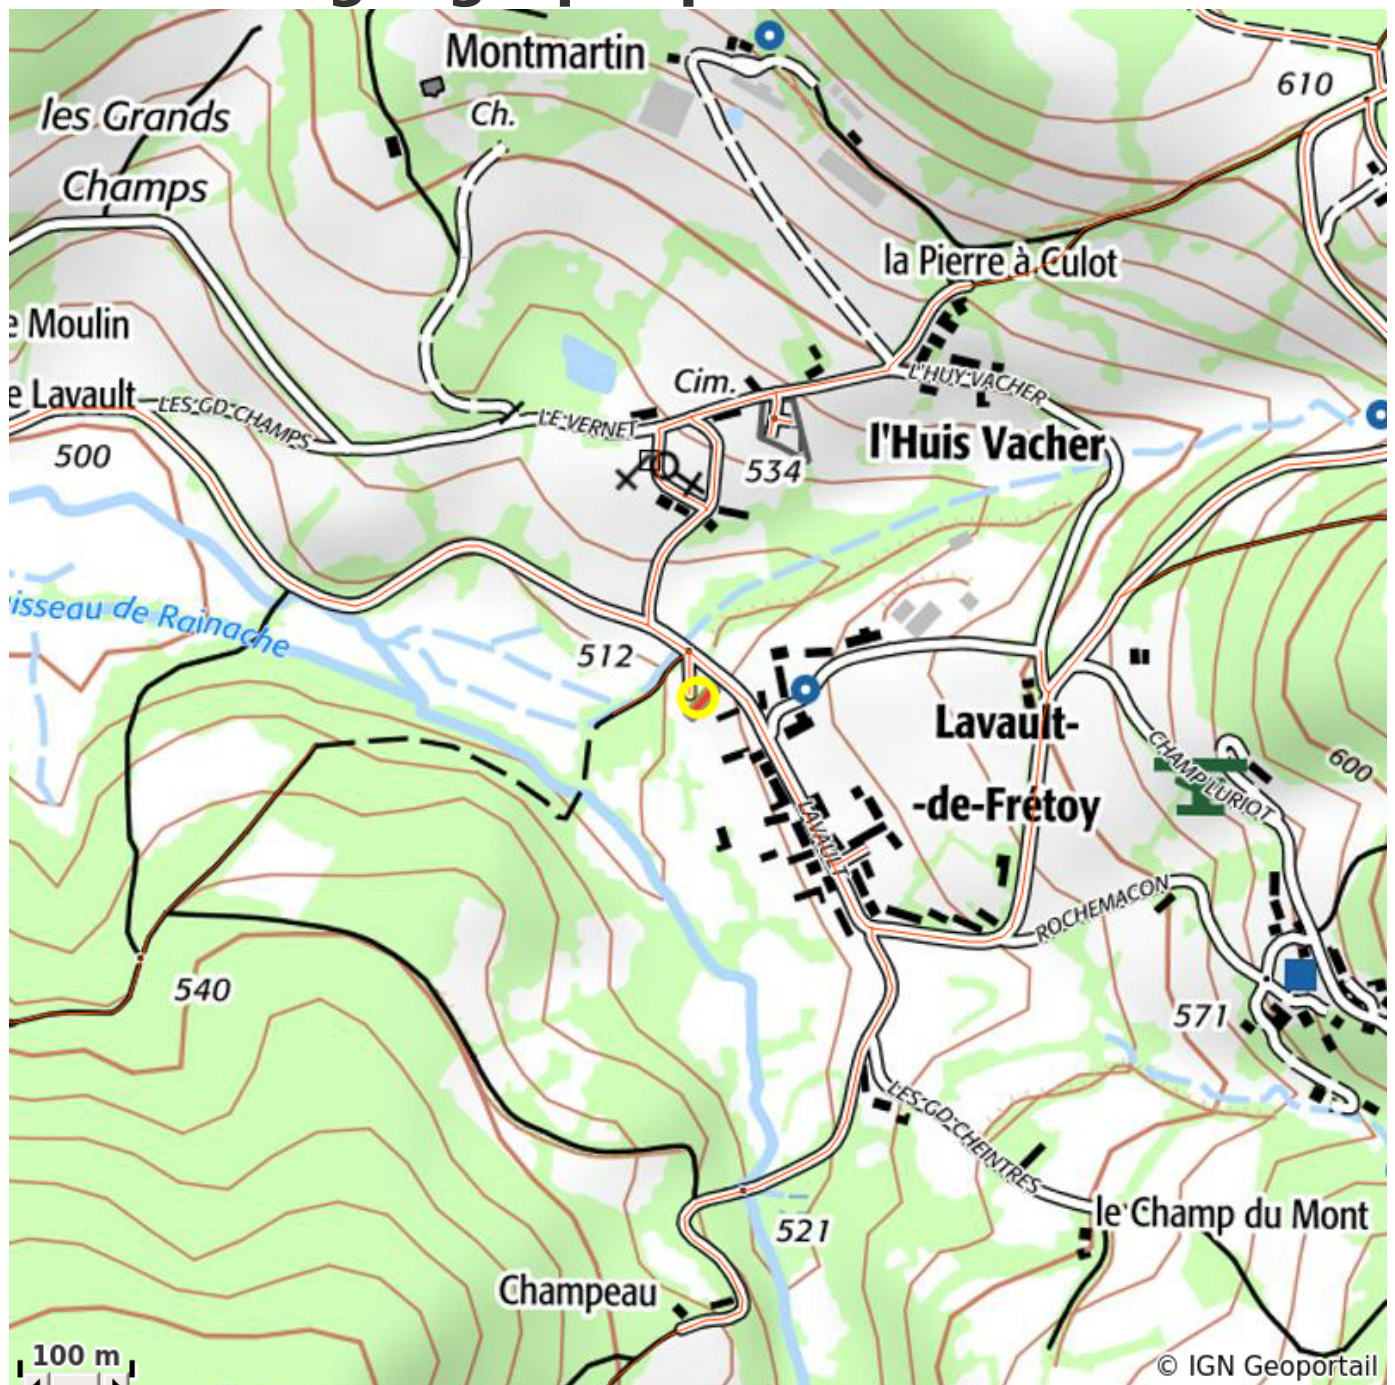 Montmartin
610
les Grands
Champs
Ch.
la Pierre à Culot
e Moulin
e Lavault
Cim.
L'HUY VACHER
LES GD CHAMPS
LE VERNET
l'Huis Vacher
500
534
isseau de Rainache
512
Lavault-
-de-Frétoy
CHAMP LURIOT
600
LAVAULT
ROCHEMACON
540
571
LES GD CHEINTRES
le Champ du Mont
521
Champeau
100 m
© IGN Geoportail